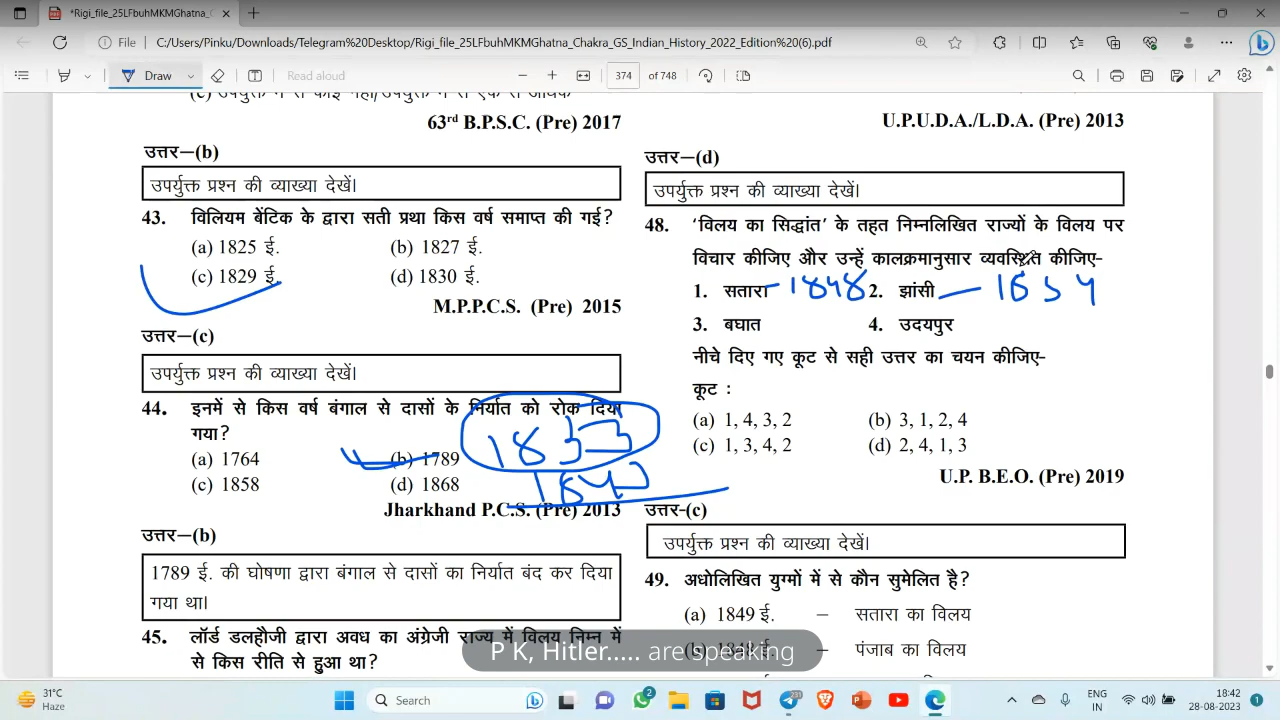 *Rigi_file_25LFbuhMKMGhatna_C
File
C:/Users/Pinku/Downloads/Telegram%20Desktop/Rigi_file_25LFbuhMKMGhatna_Chakra_GS_Indian_History_2022_Edition%20(6).pdf
Draw
Read aloud
374 of 748
63rd B.P.S.C. (Pre) 2017
उत्तर—(b)
उपर्युक्त प्रश्न की व्याख्या देखें।
43. विलियम बेंटिक के द्वारा सती प्रथा किस वर्ष समाप्त की गई?
(a) 1825 ई. (b) 1827 ई.
(c) 1829 ई. (d) 1830 ई.
M.P.P.C.S. (Pre) 2015
उत्तर—(c)
उपर्युक्त प्रश्न की व्याख्या देखें।
44. इनमें से किस वर्ष बंगाल से दासों के निर्यात को रोक दिया
गया?
1833
(a) 1764 (b) 1789
1840
(c) 1858 (d) 1868
Jharkhand P.C.S. (Pre) 2013
उत्तर—(b)
1789 ई. की घोषणा द्वारा बंगाल से दासों का निर्यात बंद कर दिया
गया था।
45. लॉर्ड डलहौजी द्वारा अवध का अंग्रेजी राज्य में विलय निम्न में
से किस रीति से हुआ था?
U.P.U.D.A./L.D.A. (Pre) 2013
उत्तर—(d)
उपर्युक्त प्रश्न की व्याख्या देखें।
48. 'विलय का सिद्धांत' के तहत निम्नलिखित राज्यों के विलय पर
विचार कीजिए और उन्हें कालक्रमानुसार व्यवस्थित कीजिए-
1. सतारा - 1848 2. झांसी — 1854
3. बघात 4. उदयपुर
नीचे दिए गए कूट से सही उत्तर का चयन कीजिए-
कूट :
(a) 1, 4, 3, 2 (b) 3, 1, 2, 4
(c) 1, 3, 4, 2 (d) 2, 4, 1, 3
U.P. B.E.O. (Pre) 2019
उत्तर-(c)
उपर्युक्त प्रश्न की व्याख्या देखें।
49. अधोलिखित युग्मों में से कौन सुमेलित है?
(a) 1849 ई. – सतारा का विलय
– पंजाब का विलय
P K, Hitler..... are speaking
31°C
Haze
Search
2
231
ENG
IN
18:42
28-08-2023
1